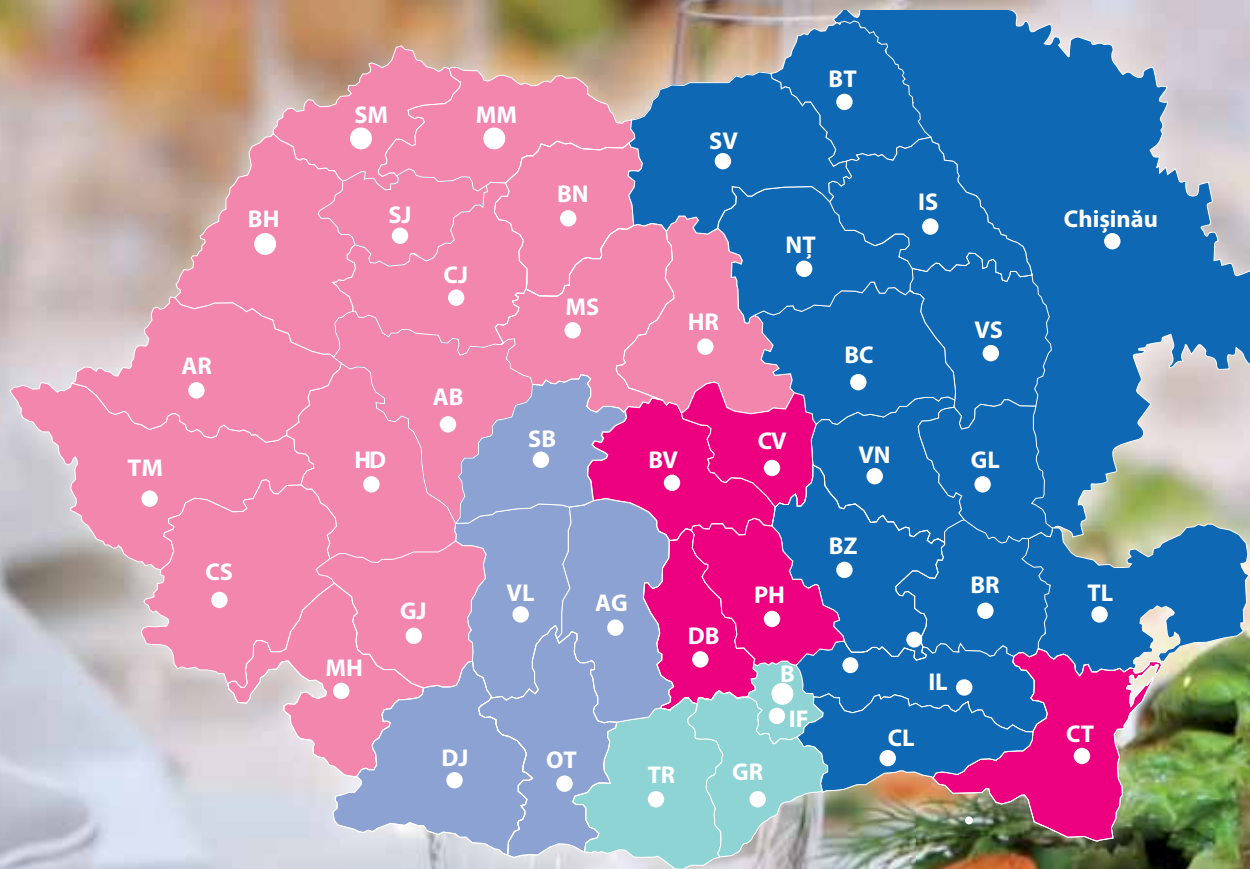 BT
SM
MM
SV
BN
IS
BH
SJ
Chișinău
NȚ
CJ
MS
HR
VS
BC
AR
AB
SB
CV
BV
VN
GL
TM
HD
BZ
CS
VL
AG
PH
BR
TL
GJ
DB
MH
B
IL
IF
CT
CL
DJ
OT
TR
GR